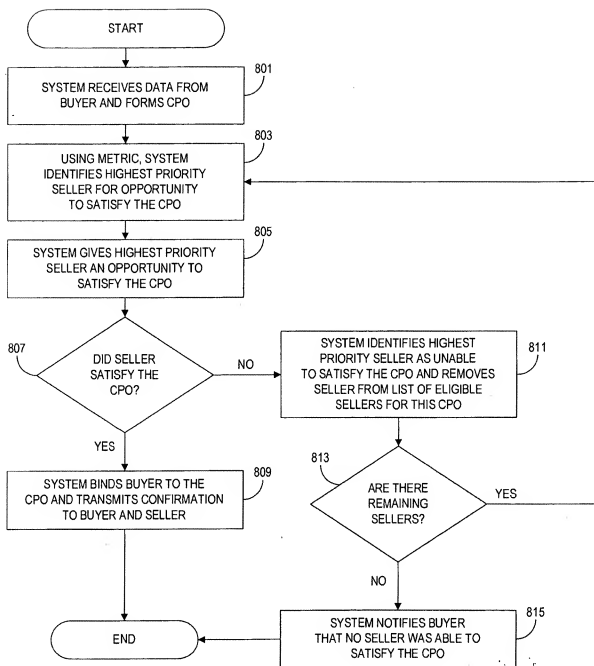 START
801
SYSTEM RECEIVES DATA FROM
BUYER AND FORMS CPO
803
USING METRIC, SYSTEM
IDENTIFIES HIGHEST PRIORITY
SELLER FOR OPPORTUNITY
TO SATISFY THE CPO
805
SYSTEM GIVES HIGHEST PRIORITY
SELLER AN OPPORTUNITY TO
SATISFY THE CPO
807
DID SELLER
SATISFY THE
CPO?
NO
811
SYSTEM IDENTIFIES HIGHEST
PRIORITY SELLER AS UNABLE
TO SATISFY THE CPO AND REMOVES
SELLER FROM LIST OF ELIGIBLE
SELLERS FOR THIS CPO
YES
809
SYSTEM BINDS BUYER TO THE
CPO AND TRANSMITS CONFIRMATION
TO BUYER AND SELLER
813
ARE THERE
REMAINING
SELLERS?
YES
NO
815
SYSTEM NOTIFIES BUYER
THAT NO SELLER WAS ABLE TO
SATISFY THE CPO
END